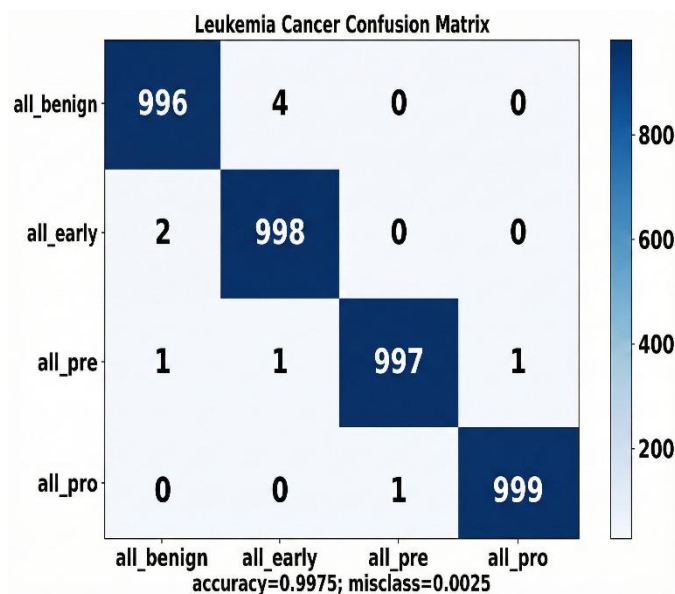 Leukemia Cancer Confusion Matrix
all_benign 996 4 0 0
800
all_early 2 998 0 0
600
all_pre 1 1 997 1
400
200
all_pro 0 0 1 999
all_benign all_early all_pre all_pro
accuracy=0.9975; misclass=0.0025